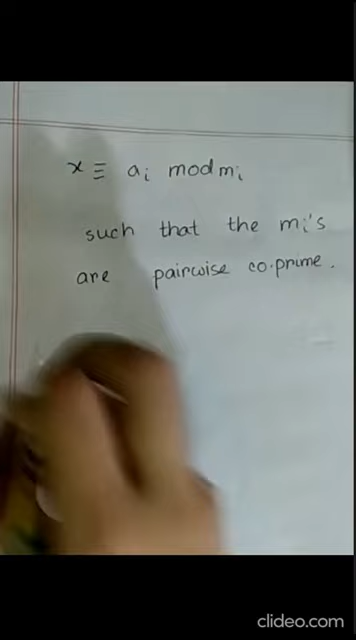 x ≡ aᵢ mod mᵢ
such that the mᵢ's
are pairwise co-prime.
clideo.com